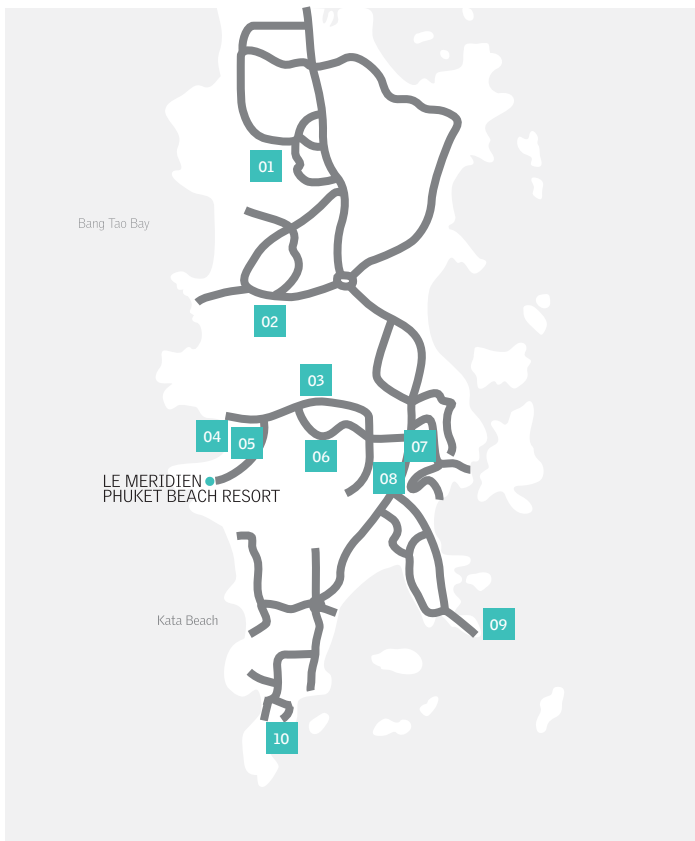 01
Bang Tao Bay
02
03
04
05
06
07
08
LE MERIDIEN
PHUKET BEACH RESORT
Kata Beach
09
10